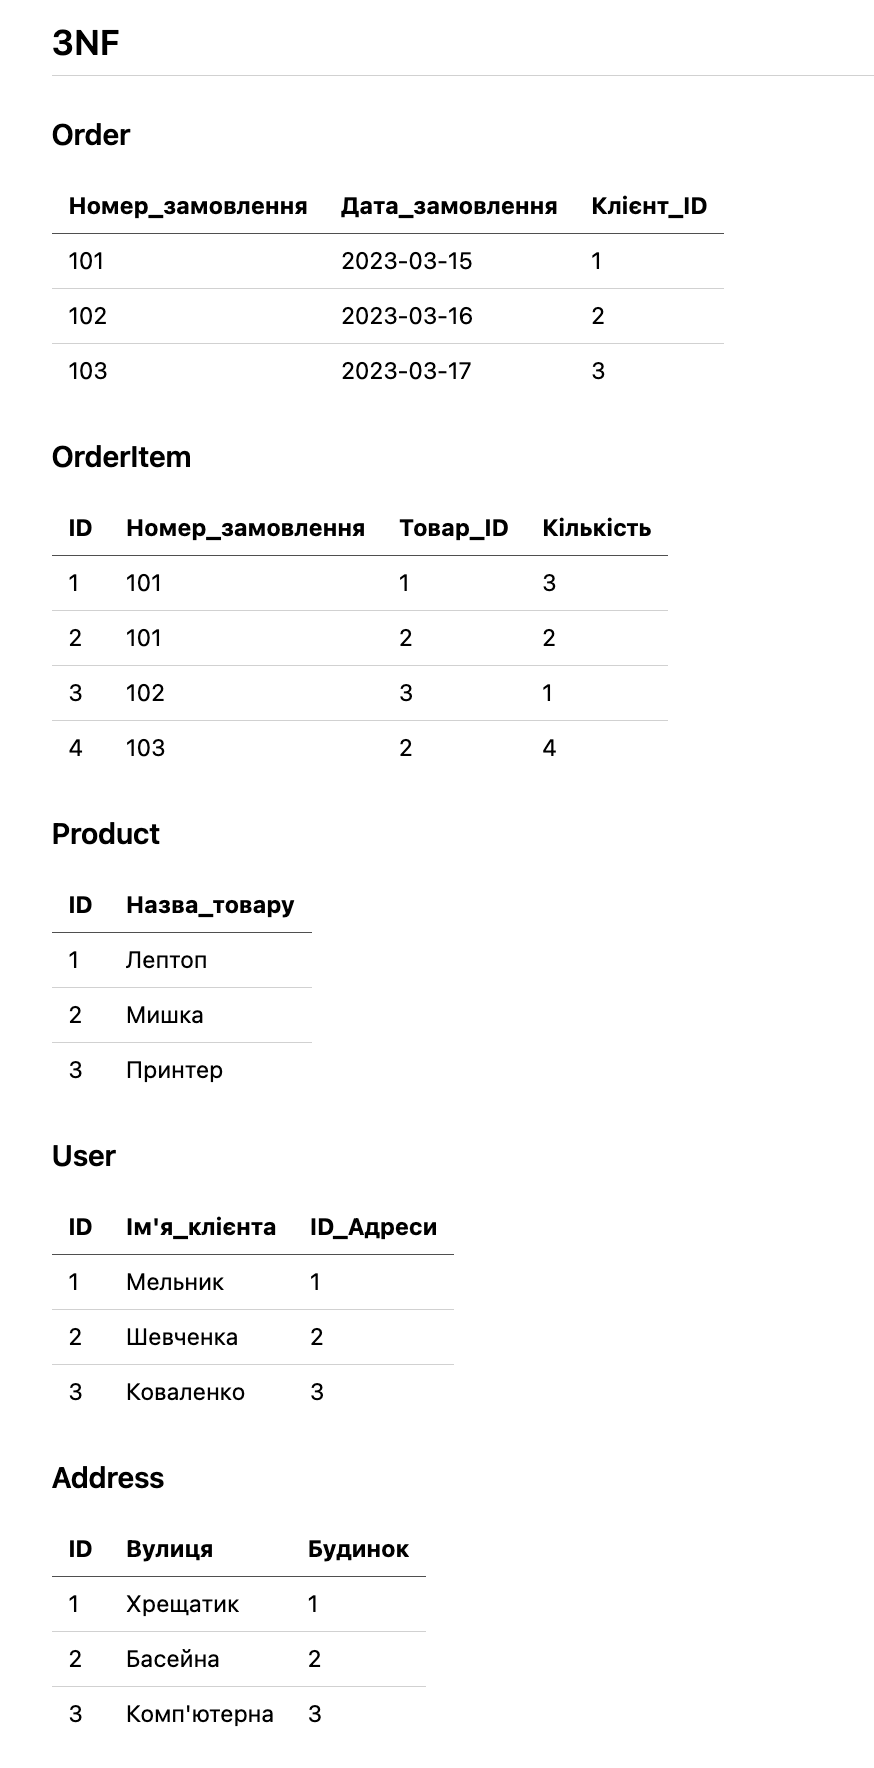 3NF
Order
Номер_замовлення Дата_замовлення Клієнт_ID
101 2023-03-15 1
102 2023-03-16 2
103 2023-03-17 3
OrderItem
ID Номер_замовлення Товар_ID Кількість
1 101 1 3
2 101 2 2
3 102 3 1
4 103 2 4
Product
ID Назва_товару
1 Лептоп
2 Мишка
3 Принтер
User
ID Ім'я_клієнта ID_Адреси
1 Мельник 1
2 Шевченка 2
3 Коваленко 3
Address
ID Вулиця Будинок
1 Хрещатик 1
2 Басейна 2
3 Комп'ютерна 3